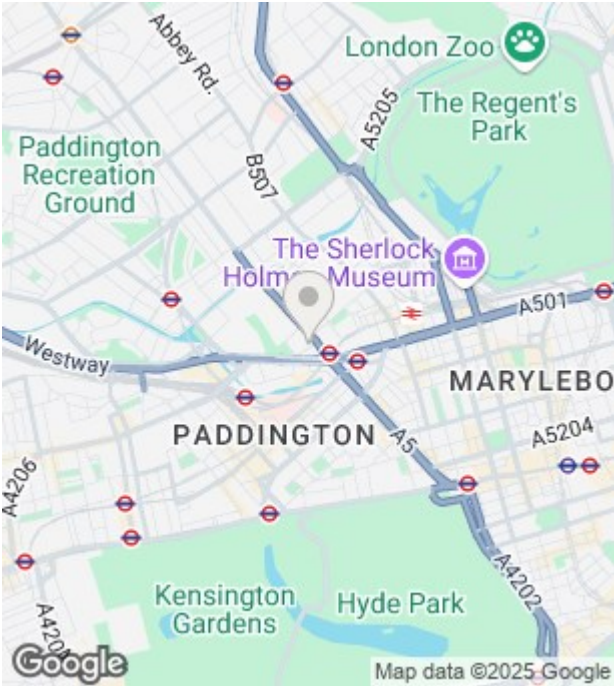 London Zoo
Abbey Rd.
A5205
The Regent's
Park
Paddington
Recreation
Ground
B507
The Sherlock
Holmes Museum
A501
Westway
MARYLEBO
PADDINGTON
A5
A5204
A4206
A4202
Kensington
Gardens
Hyde Park
Google
Map data ©2025 Google